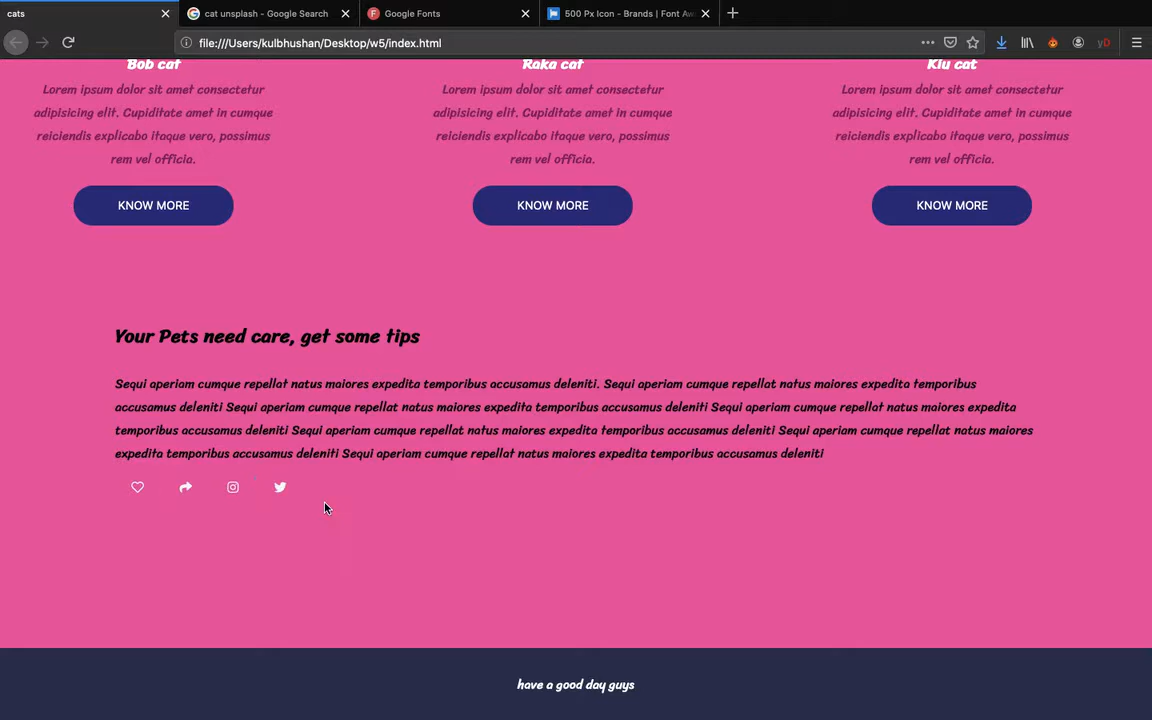 cats
cat unsplash - Google Search
Google Fonts
500 Px Icon - Brands | Font Aw
file:///Users/kulbhushan/Desktop/w5/index.html
yD
Bob cat
Raka cat
Klu cat
Lorem ipsum dolor sit amet consectetur
adipisicing elit. Cupiditate amet in cumque
reiciendis explicabo itaque vero, possimus
rem vel officia.
Lorem ipsum dolor sit amet consectetur
adipisicing elit. Cupiditate amet in cumque
reiciendis explicabo itaque vero, possimus
rem vel officia.
Lorem ipsum dolor sit amet consectetur
adipisicing elit. Cupiditate amet in cumque
reiciendis explicabo itaque vero, possimus
rem vel officia.
KNOW MORE
KNOW MORE
KNOW MORE
Your Pets need care, get some tips
Sequi aperiam cumque repellat natus maiores expedita temporibus accusamus deleniti. Sequi aperiam cumque repellat natus maiores expedita temporibus
accusamus deleniti Sequi aperiam cumque repellat natus maiores expedita temporibus accusamus deleniti Sequi aperiam cumque repellat natus maiores expedita
temporibus accusamus deleniti Sequi aperiam cumque repellat natus maiores expedita temporibus accusamus deleniti Sequi aperiam cumque repellat natus maiores
expedita temporibus accusamus deleniti Sequi aperiam cumque repellat natus maiores expedita temporibus accusamus deleniti
have a good day guys